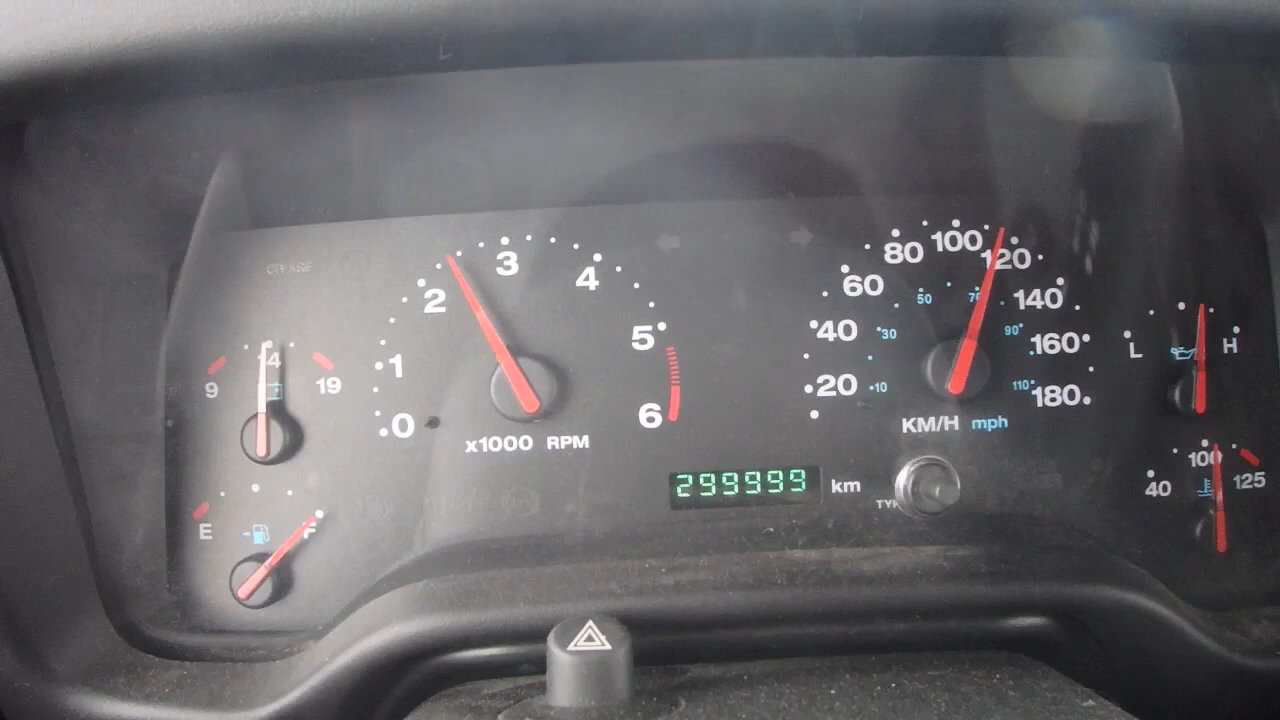 0 1 2 3 4 5 6
x1000 RPM
20 40 60 80 100 120 140 160 180
10 30 50 70 90 110
KM/H mph
9 14 19
E F
299999 km
L H
40 100 125